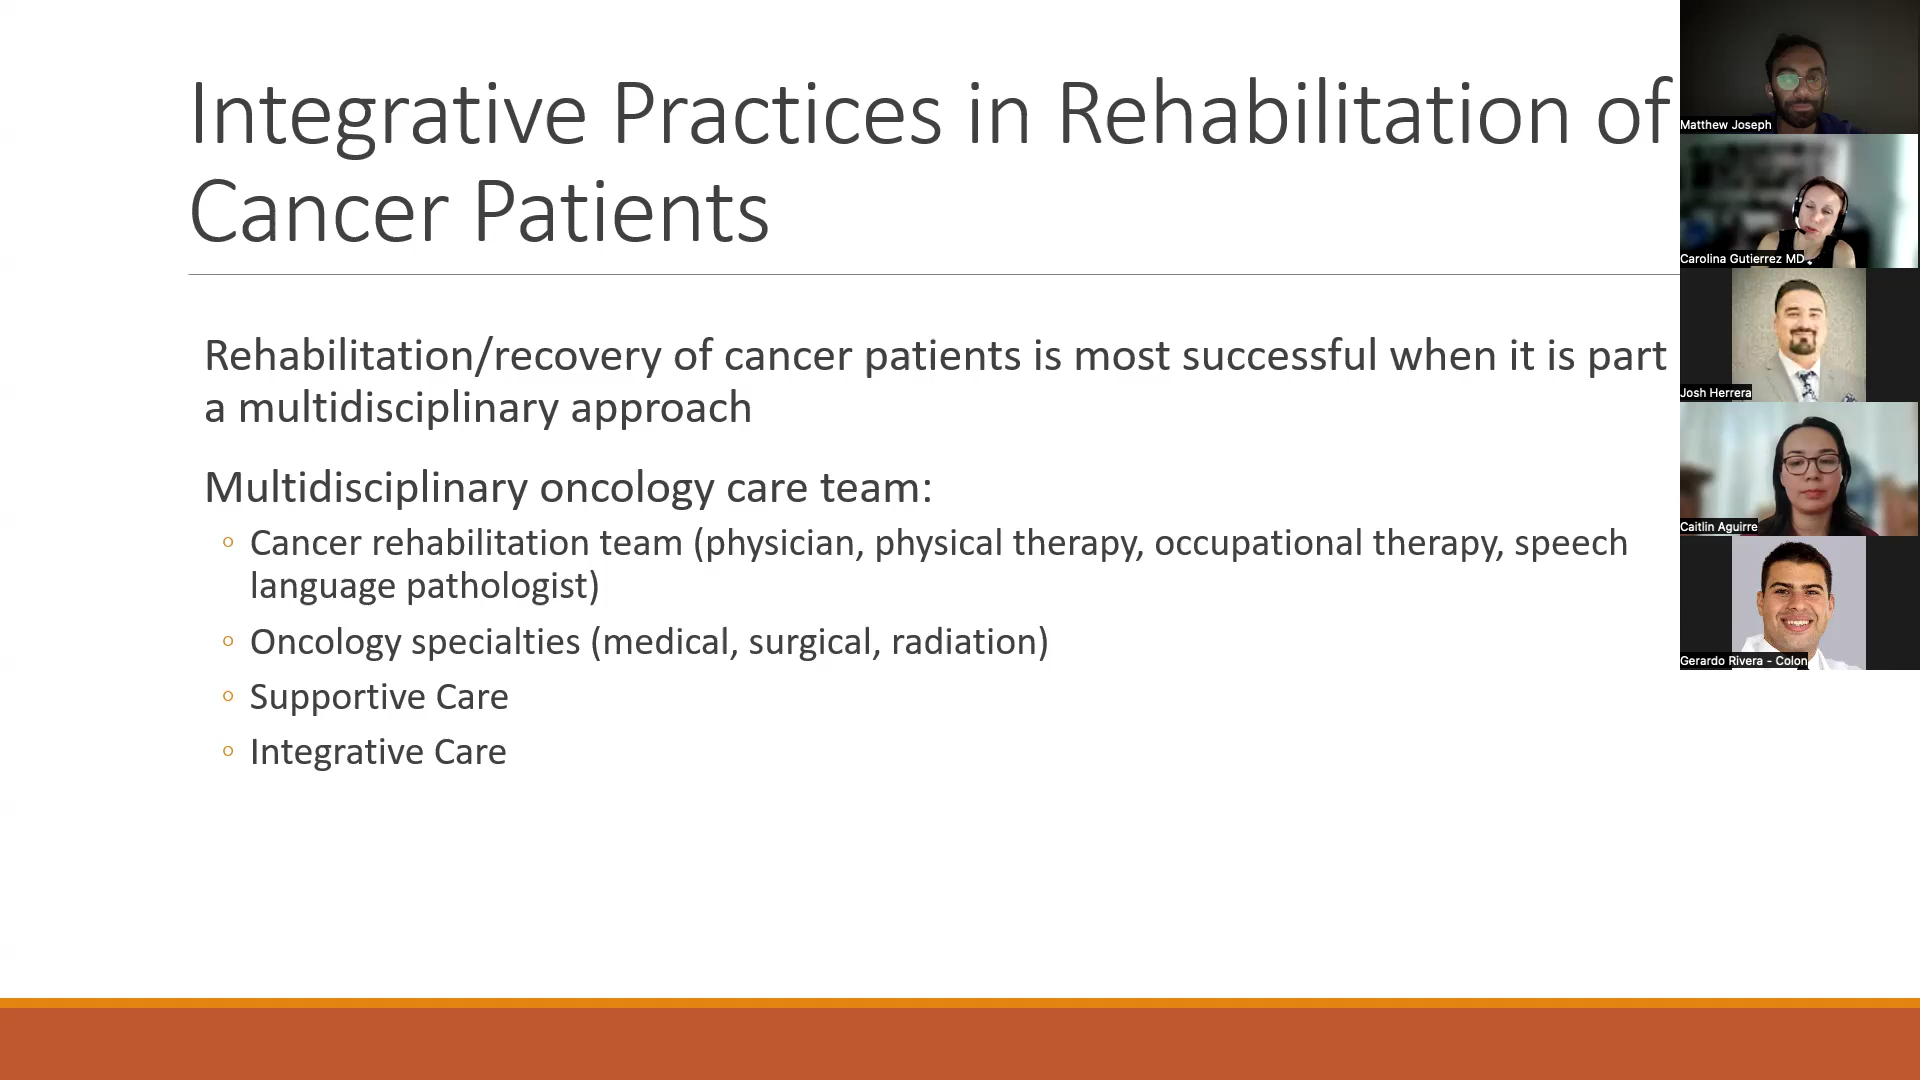 Integrative Practices in Rehabilitation of
Cancer Patients
Rehabilitation/recovery of cancer patients is most successful when it is part
a multidisciplinary approach
Multidisciplinary oncology care team:
Cancer rehabilitation team (physician, physical therapy, occupational therapy, speech
language pathologist)
Oncology specialties (medical, surgical, radiation)
Supportive Care
Integrative Care
Matthew Joseph
Carolina Gutierrez MD
Josh Herrera
Caitlin Aguirre
Gerardo Rivera - Colon